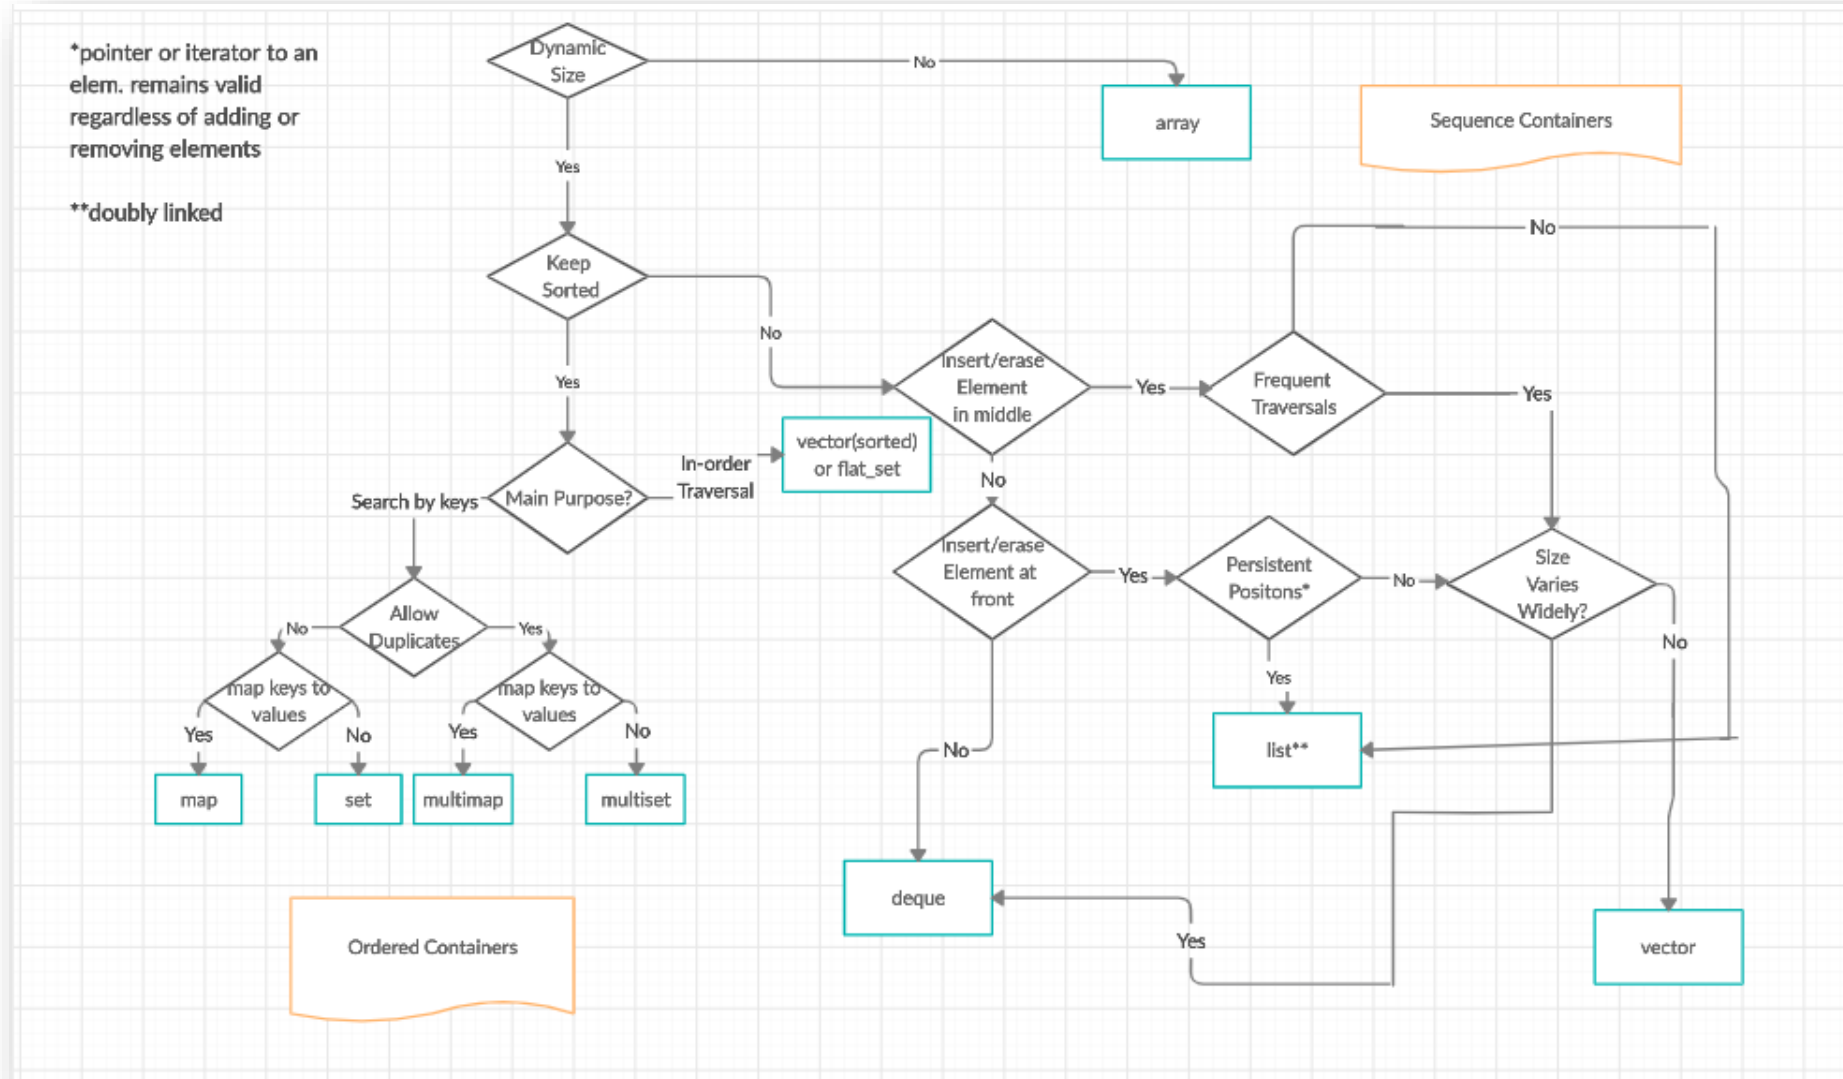 *pointer or iterator to an
elem. remains valid
regardless of adding or
removing elements
**doubly linked
Dynamic
Size
No
array
Sequence Containers
Yes
Keep
Sorted
No
No
Yes
Insert/erase
Element
in middle
Yes
Frequent
Traversals
Yes
vector(sorted)
or flat_set
In-order
Traversal
Main Purpose?
Search by keys
No
Insert/erase
Element at
front
Yes
Persistent
Positons*
No
Size
Varies
Widely?
No
Allow
Duplicates
No
Yes
map keys to
values
map keys to
values
Yes
No
Yes
No
Yes
No
list**
map
set
multimap
multiset
deque
Yes
vector
Ordered Containers